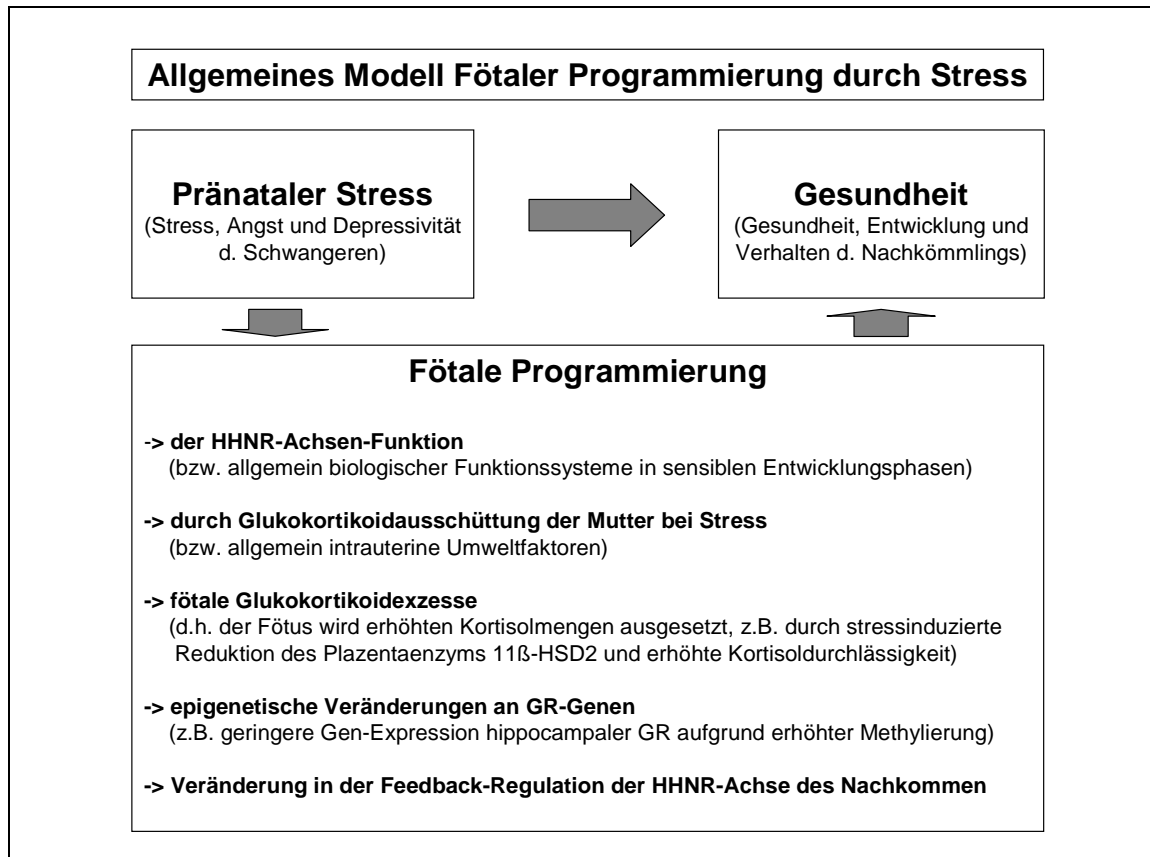 Allgemeines Modell Fötaler Programmierung durch Stress
Pränataler Stress
(Stress, Angst und Depressivität
d. Schwangeren)
Gesundheit
(Gesundheit, Entwicklung und
Verhalten d. Nachkömmlings)
Fötale Programmierung
-> der HHNR-Achsen-Funktion
(bzw. allgemein biologischer Funktionssysteme in sensiblen Entwicklungsphasen)
-> durch Glukokortikoidausschüttung der Mutter bei Stress
(bzw. allgemein intrauterine Umweltfaktoren)
-> fötale Glukokortikoidexzesse
(d.h. der Fötus wird erhöhten Kortisolmengen ausgesetzt, z.B. durch stressinduzierte
Reduktion des Plazentaenzyms 11ß-HSD2 und erhöhte Kortisoldurchlässigkeit)
-> epigenetische Veränderungen an GR-Genen
(z.B. geringere Gen-Expression hippocampaler GR aufgrund erhöhter Methylierung)
-> Veränderung in der Feedback-Regulation der HHNR-Achse des Nachkommen